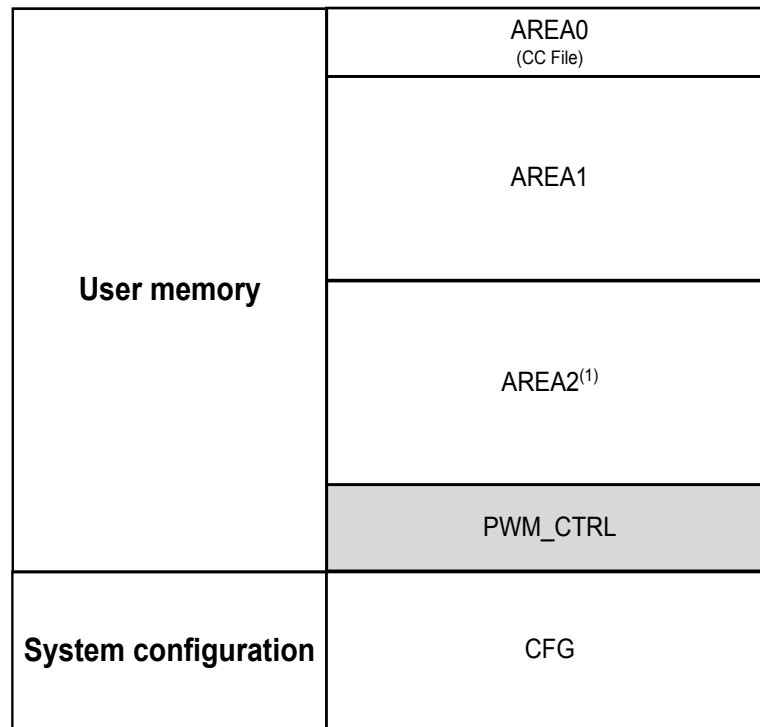 AREA0
(CC File)
AREA1
User memory
AREA2(1)
PWM_CTRL
System configuration
CFG